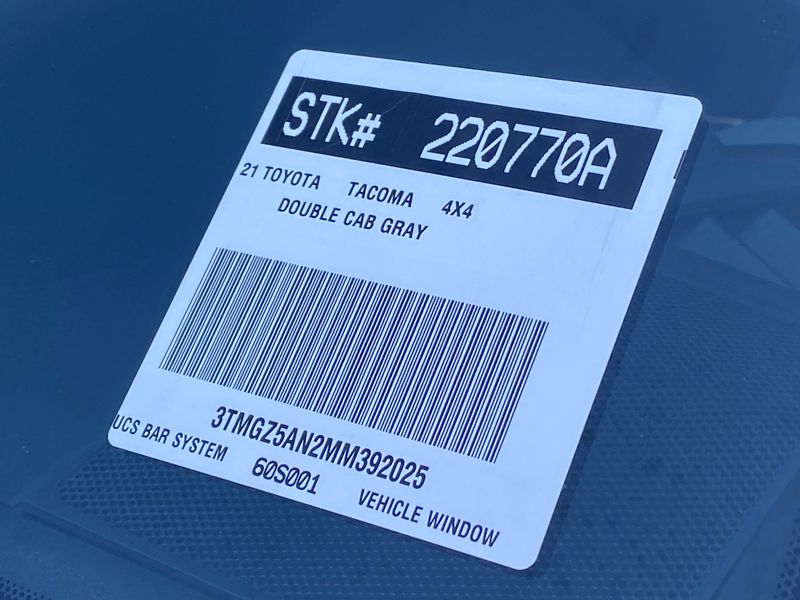 STK# 220770A
21 TOYOTA TACOMA 4X4
DOUBLE CAB GRAY
3TMGZ5AN2MM392025
UCS BAR SYSTEM 60S001 VEHICLE WINDOW